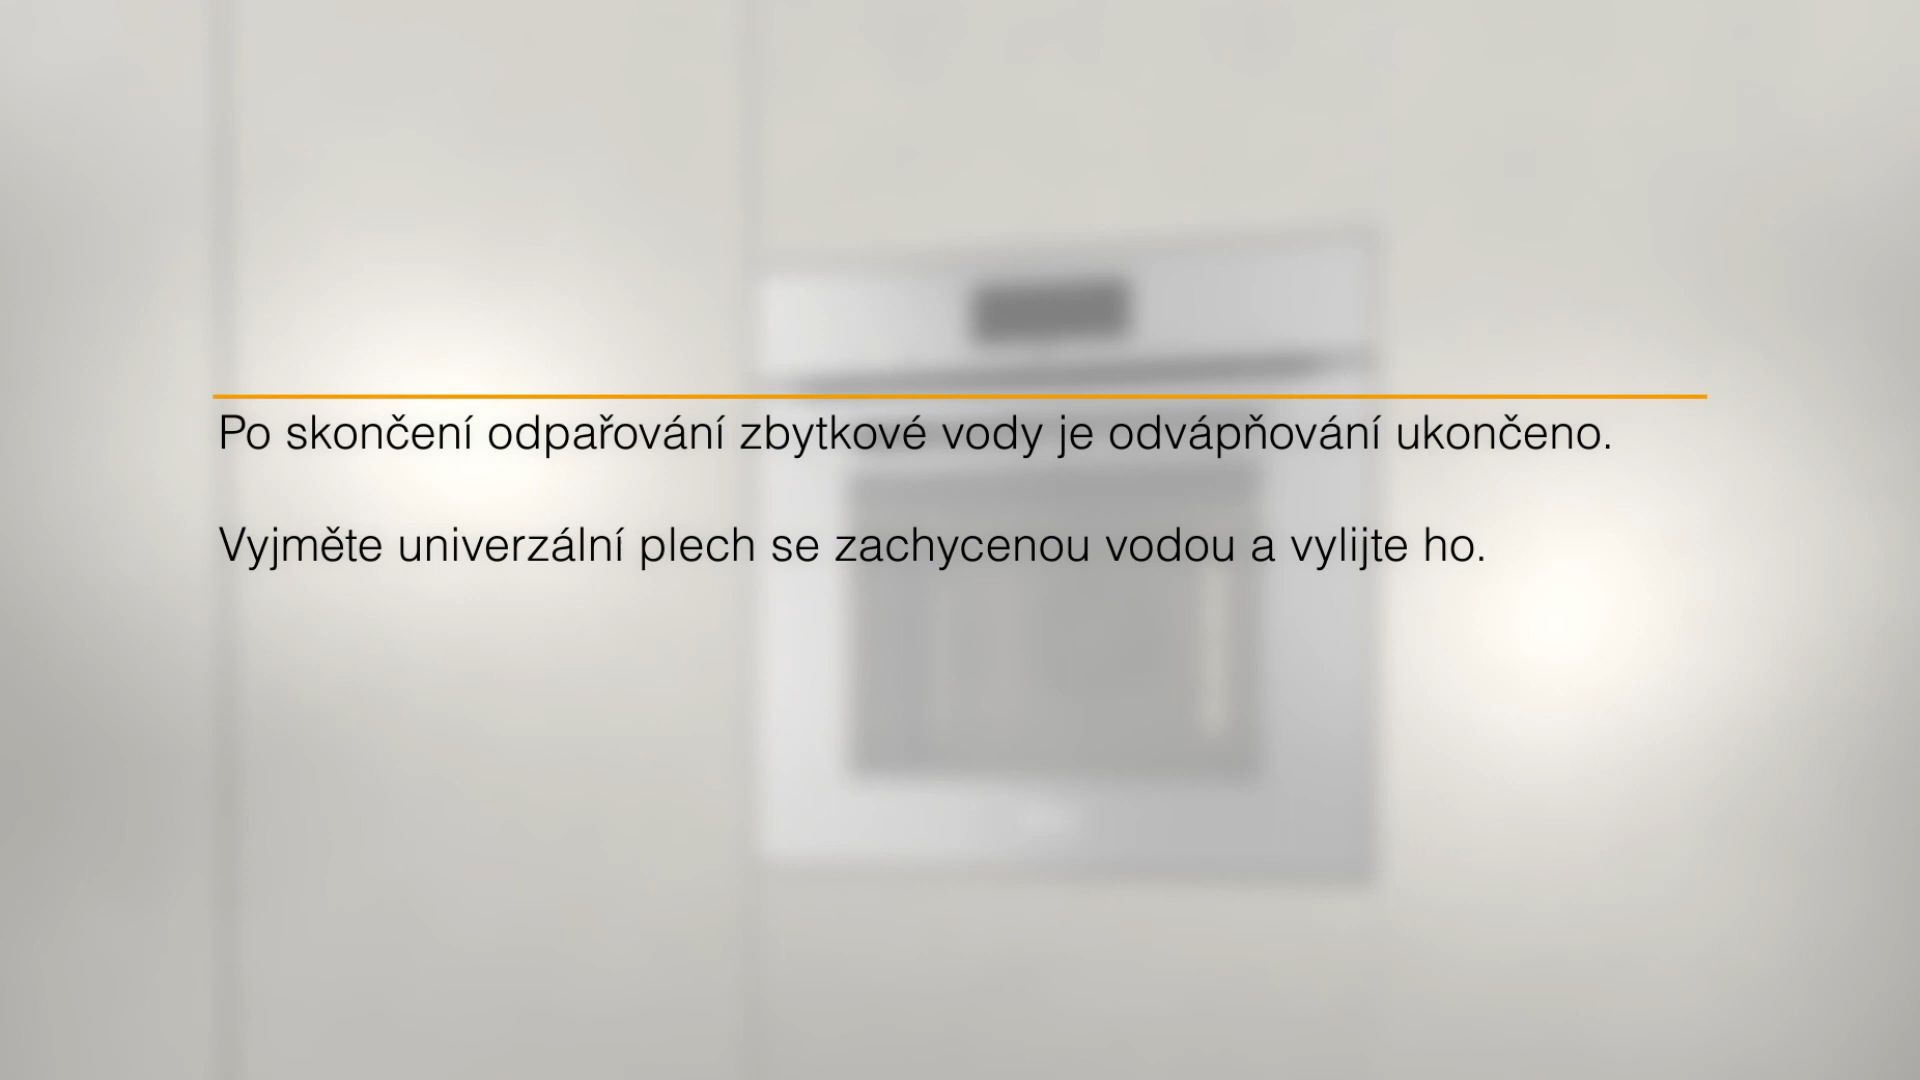 Po skončení odpařování zbytkové vody je odvápňování ukončeno.
Vyjměte univerzální plech se zachycenou vodou a vylijte ho.